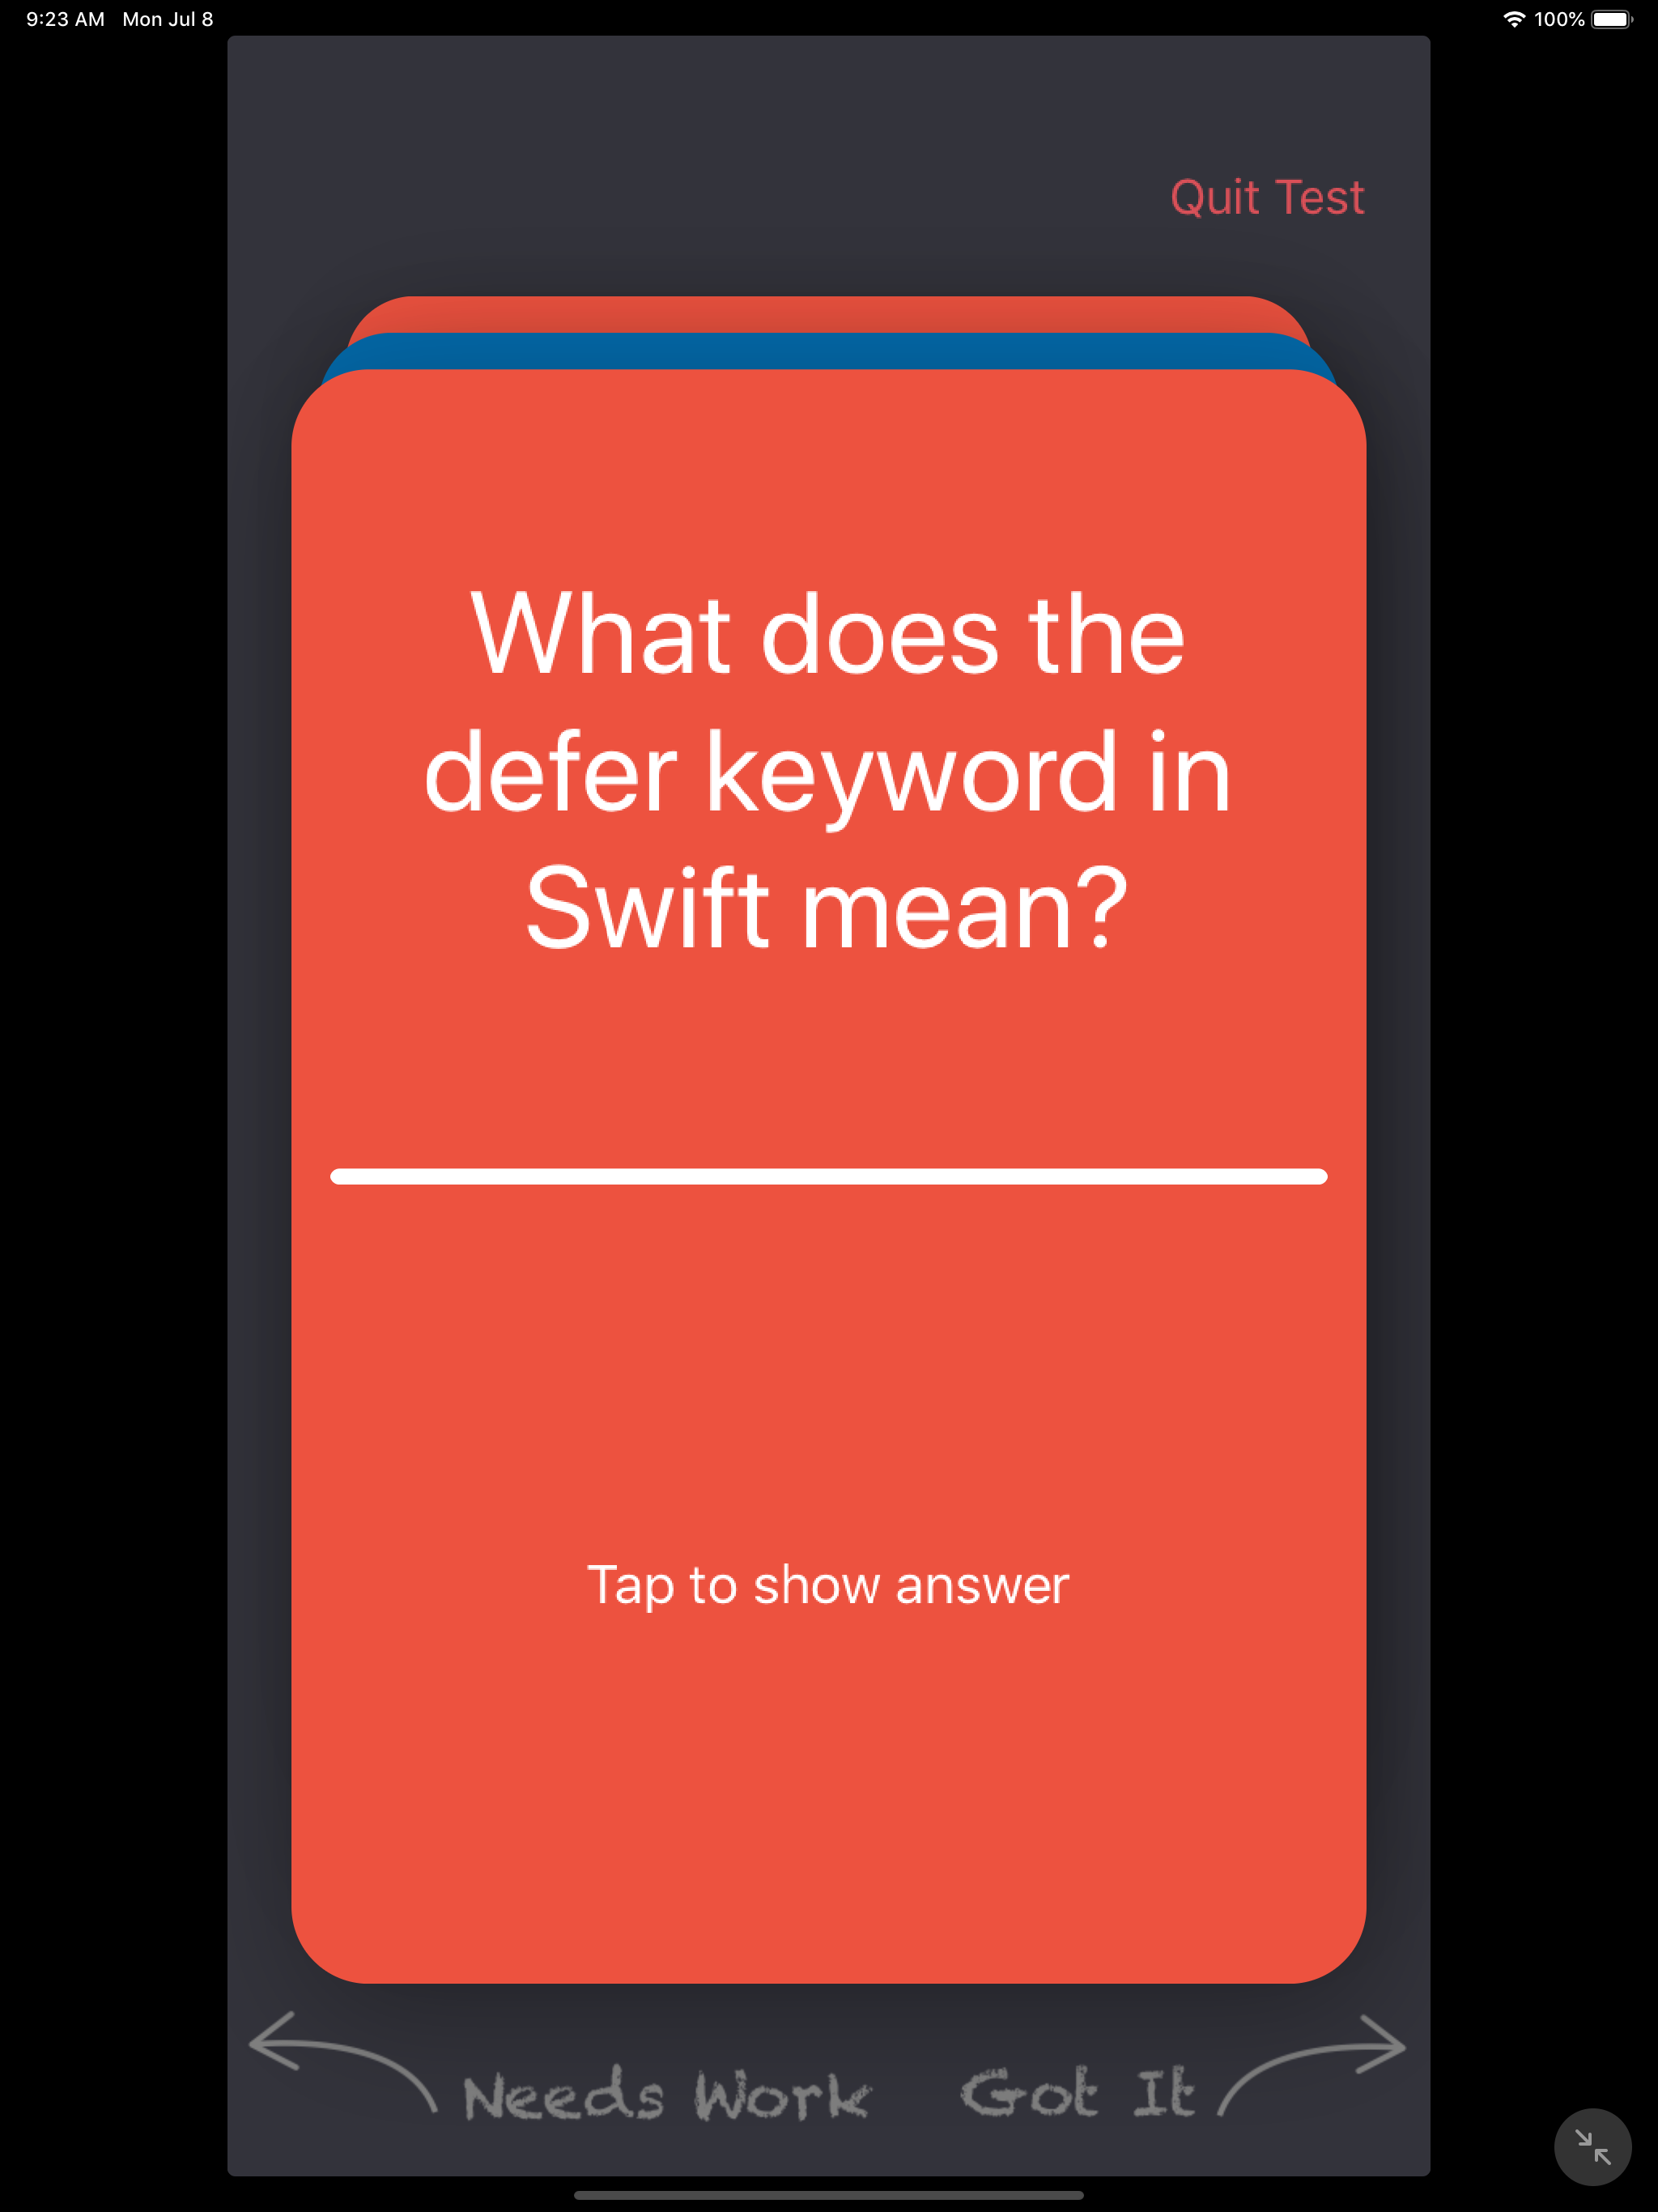 9:23 AM Mon Jul 8 100%
Quit Test
What does the
defer keyword in
Swift mean?
Tap to show answer
Needs Work Got It